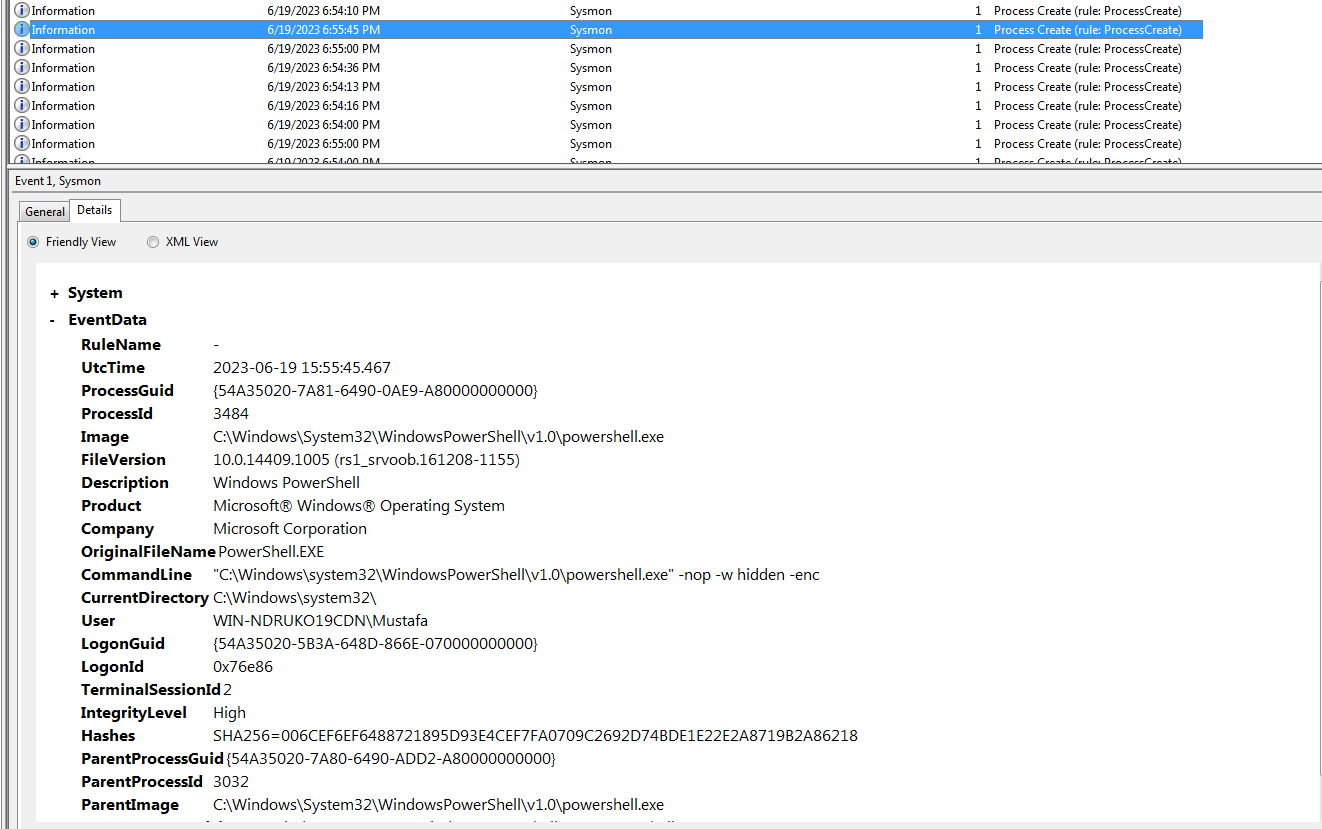 Information 6/19/2023 6:54:10 PM Sysmon 1 Process Create (rule: ProcessCreate)
Information 6/19/2023 6:55:45 PM Sysmon 1 Process Create (rule: ProcessCreate)
Information 6/19/2023 6:55:00 PM Sysmon 1 Process Create (rule: ProcessCreate)
Information 6/19/2023 6:54:36 PM Sysmon 1 Process Create (rule: ProcessCreate)
Information 6/19/2023 6:54:13 PM Sysmon 1 Process Create (rule: ProcessCreate)
Information 6/19/2023 6:54:16 PM Sysmon 1 Process Create (rule: ProcessCreate)
Information 6/19/2023 6:54:00 PM Sysmon 1 Process Create (rule: ProcessCreate)
Information 6/19/2023 6:55:00 PM Sysmon 1 Process Create (rule: ProcessCreate)
Information 6/19/2023 6:54:00 PM Sysmon 1 Process Create (rule: ProcessCreate)
Event 1, Sysmon
General Details
Friendly View XML View
+ System
- EventData
RuleName -
UtcTime 2023-06-19 15:55:45.467
ProcessGuid {54A35020-7A81-6490-0AE9-A80000000000}
ProcessId 3484
Image C:\Windows\System32\WindowsPowerShell\v1.0\powershell.exe
FileVersion 10.0.14409.1005 (rs1_srvoob.161208-1155)
Description Windows PowerShell
Product Microsoft® Windows® Operating System
Company Microsoft Corporation
OriginalFileName PowerShell.EXE
CommandLine "C:\Windows\system32\WindowsPowerShell\v1.0\powershell.exe" -nop -w hidden -enc
CurrentDirectory C:\Windows\system32\
User WIN-NDRUKO19CDN\Mustafa
LogonGuid {54A35020-5B3A-648D-866E-070000000000}
LogonId 0x76e86
TerminalSessionId 2
IntegrityLevel High
Hashes SHA256=006CEF6EF6488721895D93E4CEF7FA0709C2692D74BDE1E22E2A8719B2A86218
ParentProcessGuid {54A35020-7A80-6490-ADD2-A80000000000}
ParentProcessId 3032
ParentImage C:\Windows\System32\WindowsPowerShell\v1.0\powershell.exe